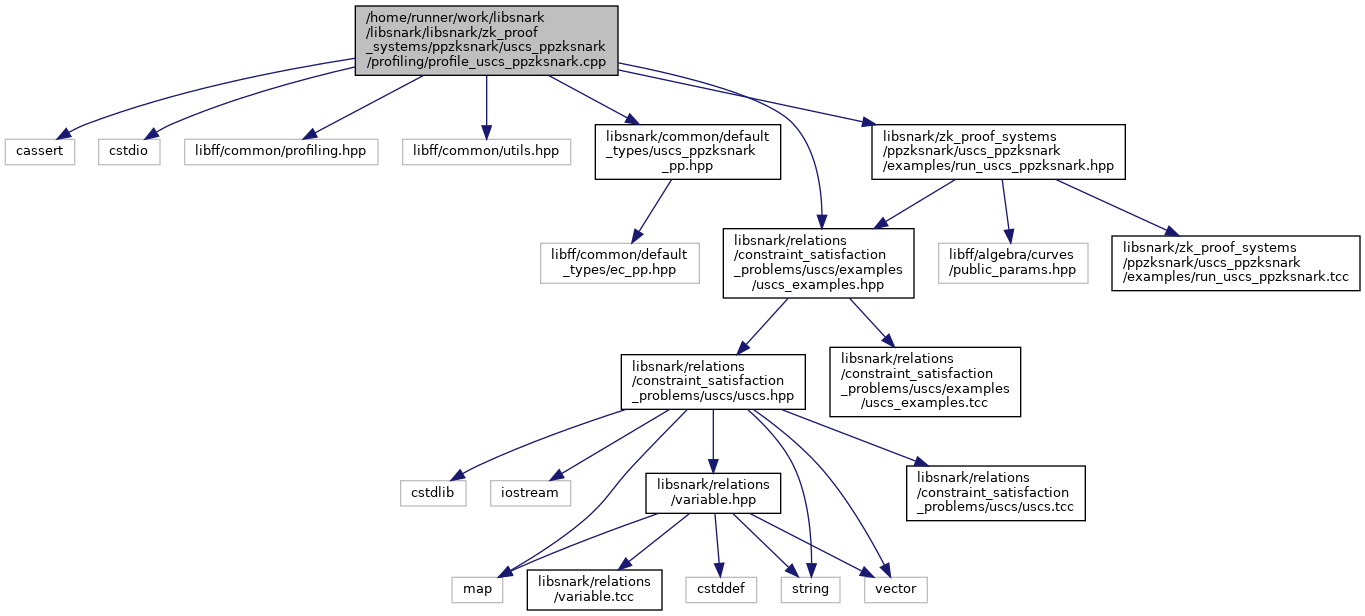 /home/runner/work/libsnark
/libsnark/libsnark/zk_proof
_systems/ppzksnark/uscs_ppzksnark
/profiling/profile_uscs_ppzksnark.cpp
cassert
cstdio
libff/common/profiling.hpp
libff/common/utils.hpp
libsnark/common/default
_types/uscs_ppzksnark
_pp.hpp
libsnark/zk_proof_systems
/ppzksnark/uscs_ppzksnark
/examples/run_uscs_ppzksnark.hpp
libff/common/default
_types/ec_pp.hpp
libsnark/relations
/constraint_satisfaction
_problems/uscs/examples
/uscs_examples.hpp
libff/algebra/curves
/public_params.hpp
libsnark/zk_proof_systems
/ppzksnark/uscs_ppzksnark
/examples/run_uscs_ppzksnark.tcc
libsnark/relations
/constraint_satisfaction
_problems/uscs/uscs.hpp
libsnark/relations
/constraint_satisfaction
_problems/uscs/examples
/uscs_examples.tcc
cstdlib
iostream
libsnark/relations
/variable.hpp
libsnark/relations
/constraint_satisfaction
_problems/uscs/uscs.tcc
map
libsnark/relations
/variable.tcc
cstddef
string
vector